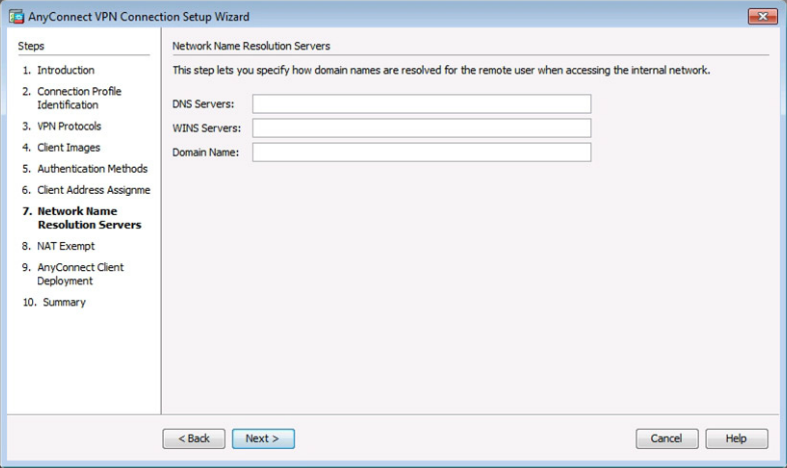 AnyConnect VPN Connection Setup Wizard
Steps
1. Introduction
2. Connection Profile
Identification
3. VPN Protocols
4. Client Images
5. Authentication Methods
6. Client Address Assignme
7. Network Name
Resolution Servers
8. NAT Exempt
9. AnyConnect Client
Deployment
10. Summary
Network Name Resolution Servers
This step lets you specify how domain names are resolved for the remote user when accessing the internal network.
DNS Servers:
WINS Servers:
Domain Name:
< Back
Next >
Cancel
Help